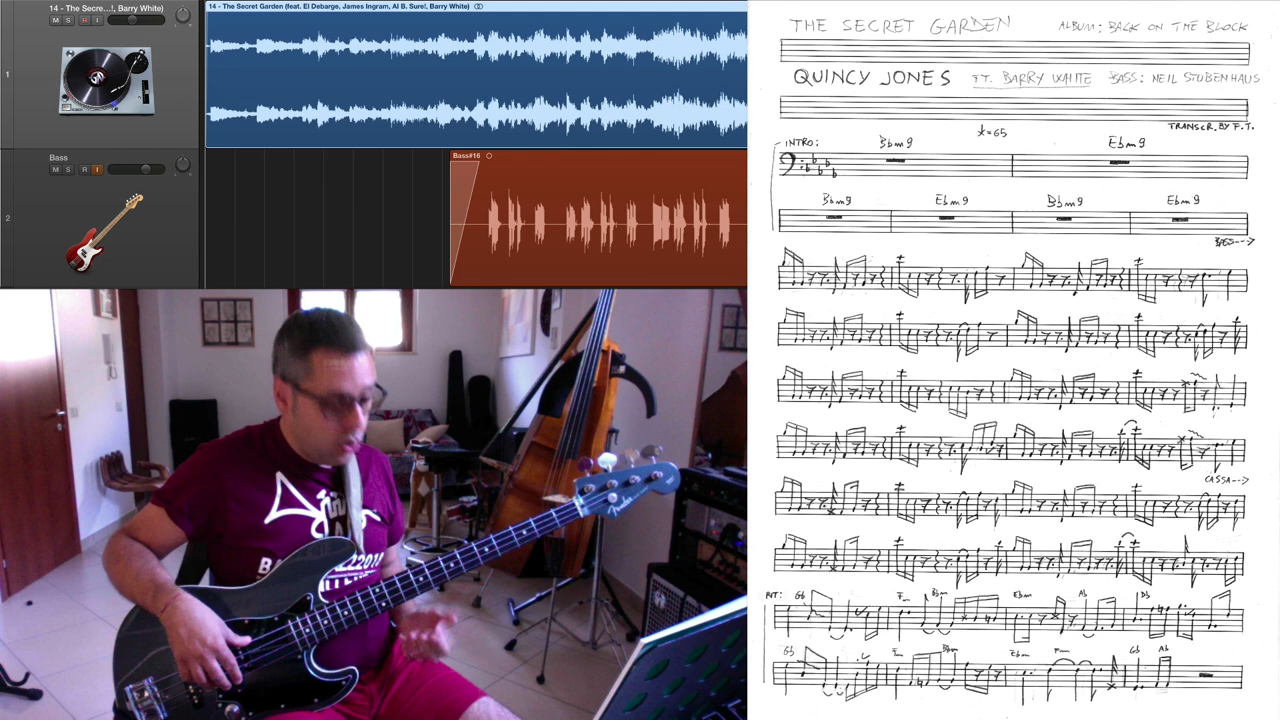 14 - The Secre...!, Barry White)
M S R I
1
14 - The Secret Garden (feat. El Debarge, James Ingram, Al B. Sure!, Barry White)
Bass
M S R I
2
Bass#16
Fender
THE SECRET GARDEN ALBUM: BACK ON THE BLOCK
QUINCY JONES FT. BARRY WHITE BASS: NEIL STUBENHAUS
TRANSCR. BY F.T.
=65
INTRO: Bbm9 Ebm9
Bbm9 Ebm9 Bbm9 Ebm9
BASS--->
CASSA-->
RIT: Gb Fm Bbm Ebm Ab Db
Gb Fm Bbm Ebm Fm Gb Ab